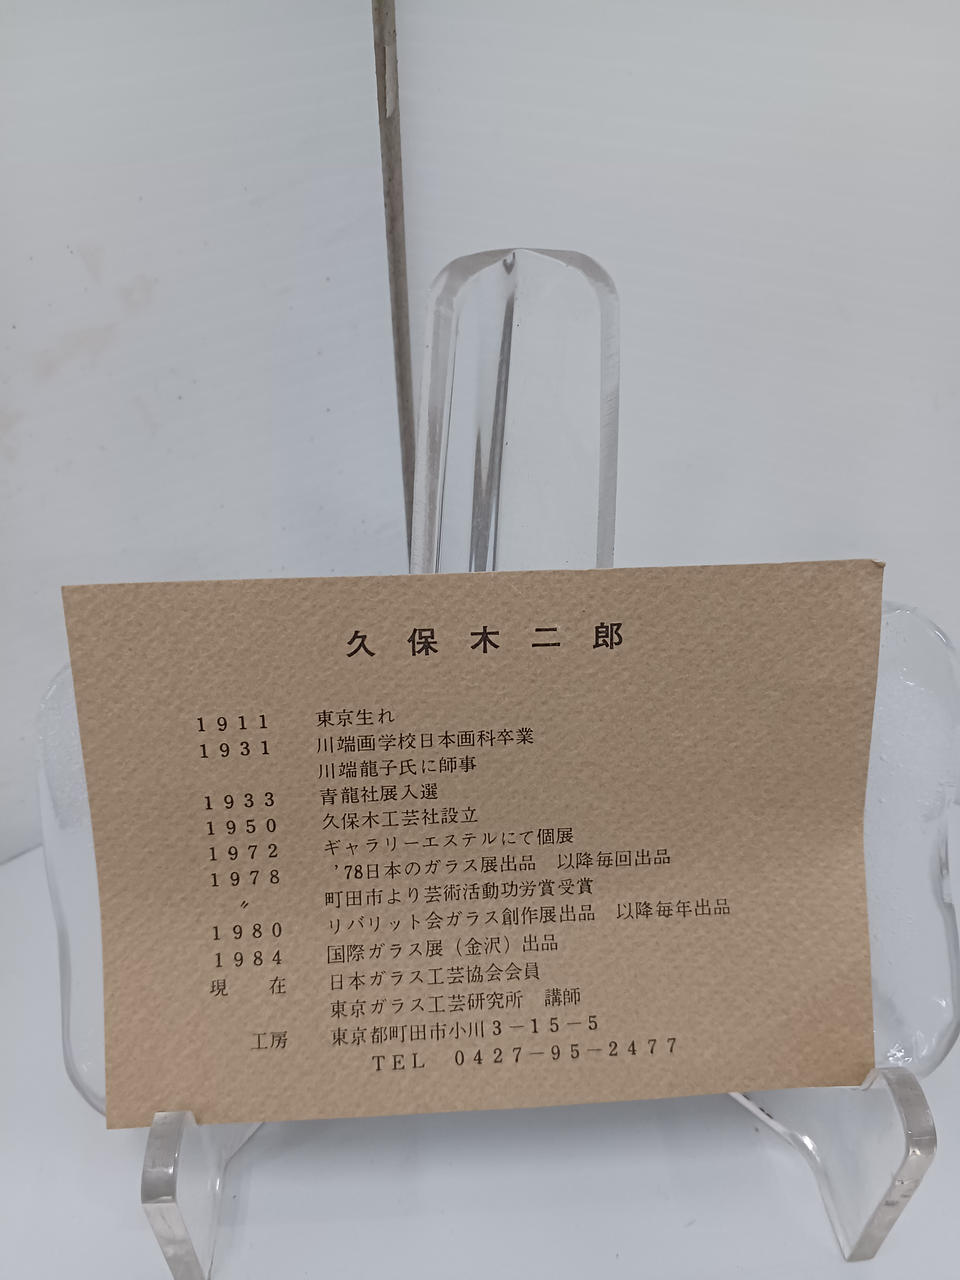 久保木二郎
1911 東京生れ
1931 川端画学校日本画科卒業
川端龍子氏に師事
1933 青龍社展入選
1950 久保木工芸社設立
1972 ギャラリーエステルにて個展
1978 '78日本のガラス展出品 以降毎回出品
〃 町田市より芸術活動功労賞受賞
1980 リバリット会ガラス創作展出品 以降毎年出品
1984 国際ガラス展（金沢）出品
現在 日本ガラス工芸協会会員
東京ガラス工芸研究所 講師
工房 東京都町田市小川3－15－5
TEL 0427－95－2477